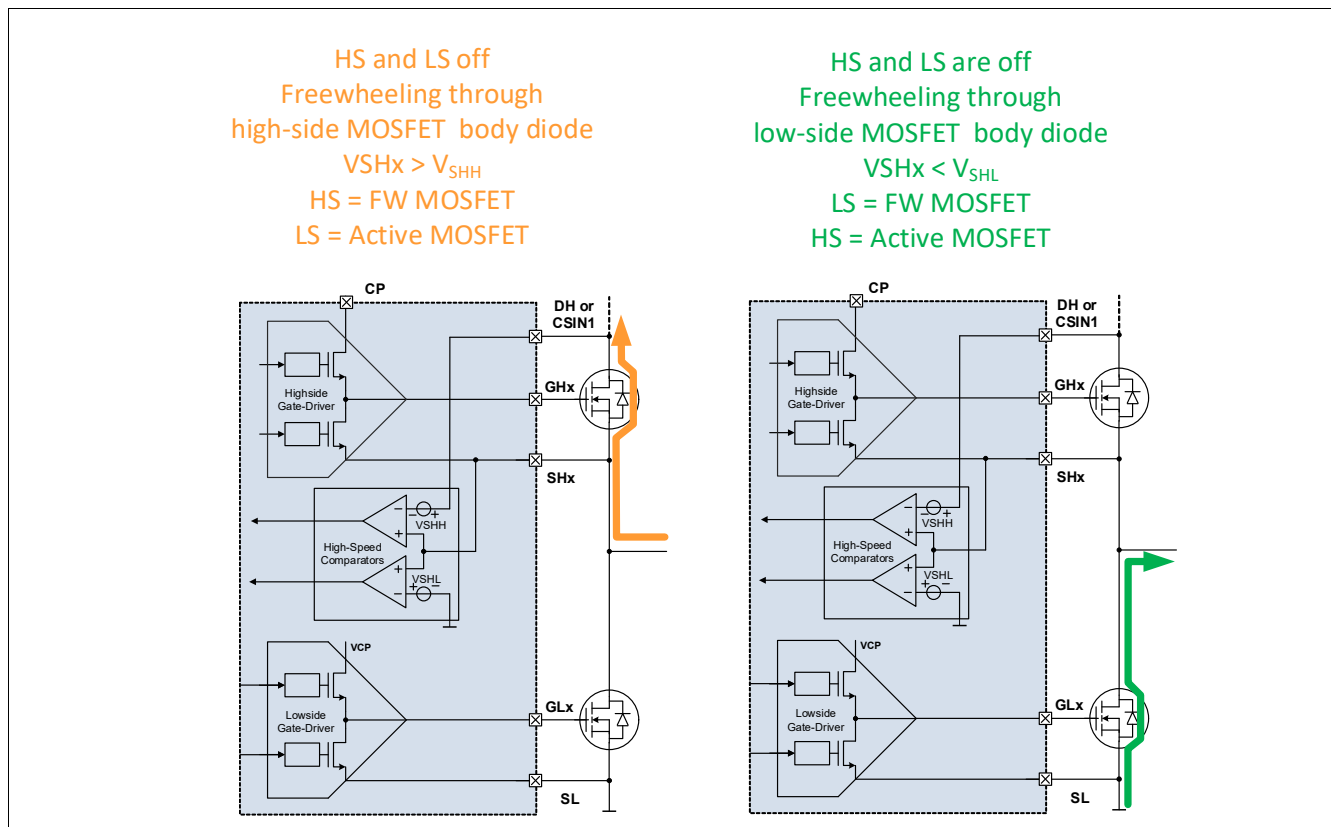 HS and LS off
Freewheeling through
high-side MOSFET body diode
VSHx > VSHH
HS = FW MOSFET
LS = Active MOSFET
HS and LS are off
Freewheeling through
low-side MOSFET body diode
VSHx < VSHL
LS = FW MOSFET
HS = Active MOSFET
CP
DH or
CSIN1
Highside
Gate-Driver
GHx
SHx
− +
−
VSHH
+
High-Speed
Comparators
+
VSHL
+ −
−
VCP
Lowside
Gate-Driver
GLx
SL
CP
DH or
CSIN1
Highside
Gate-Driver
GHx
SHx
− +
−
VSHH
+
High-Speed
Comparators
+
VSHL
+ −
−
VCP
Lowside
Gate-Driver
GLx
SL